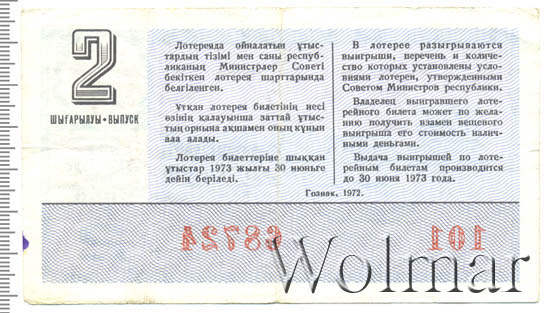 2
ШЫҒАРЫЛУЫ • ВЫПУСК
Лотереяда ойналатын ұтыс-
тардың тізімі мен саны респуб-
ликаның Министрлер Советі
бекіткен лотерея шарттарында
белгіленген.
Ұтқан лотерея билетінің иесі
өзінің қалауынша заттай ұтыс-
тың орнына ақшамен оның құнын
ала алады.
Лотерея билеттеріне шыққан
ұтыстар 1973 жылғы 30 июньге
дейін беріледі.
В лотерее разыгрываются
выигрыши, перечень и количе-
ство которых установлены усло-
виями лотереи, утвержденными
Советом Министров республики.
Владелец выигравшего лоте-
рейного билета может по жела-
нию получить взамен вещевого
выигрыша его стоимость налич-
ными деньгами.
Выдача выигрышей по лоте-
рейным билетам производится
до 30 июня 1973 года.
Гознак, 1972.
68724
101
Wolmar